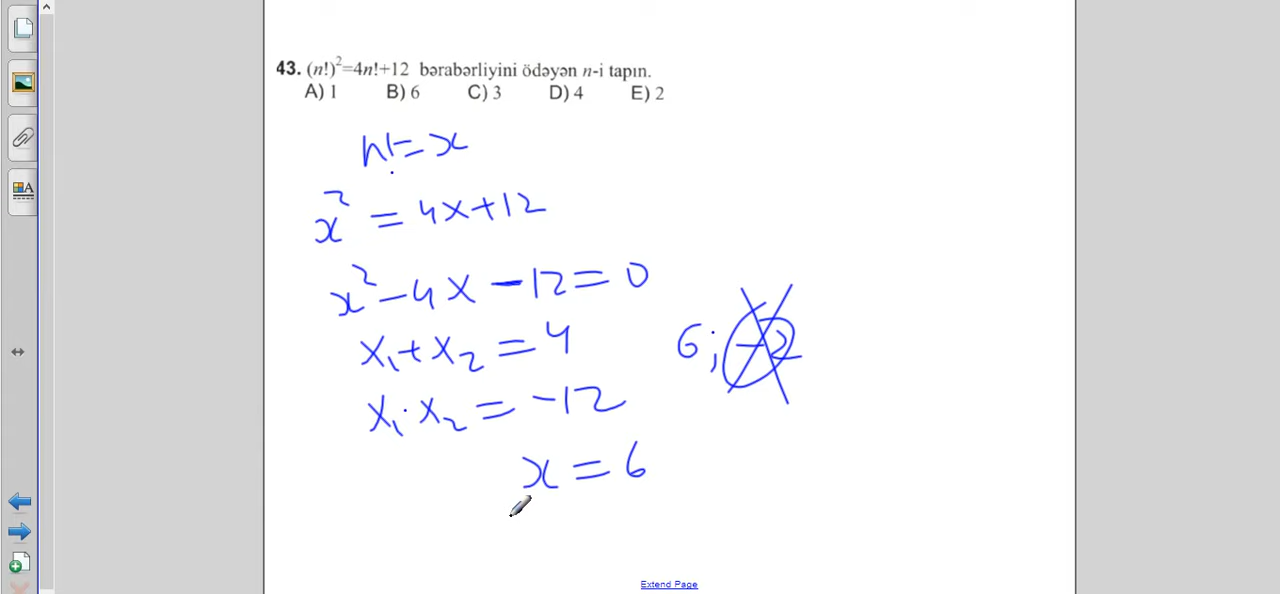 43. (n!)²=4n!+12 bərabərliyini ödəyən n-i tapın.
A) 1 B) 6 C) 3 D) 4 E) 2
n!=x
x² = 4x+12
x²-4x-12=0
x₁+x₂=4
6; -2
x₁·x₂=-12
x=6
Extend Page